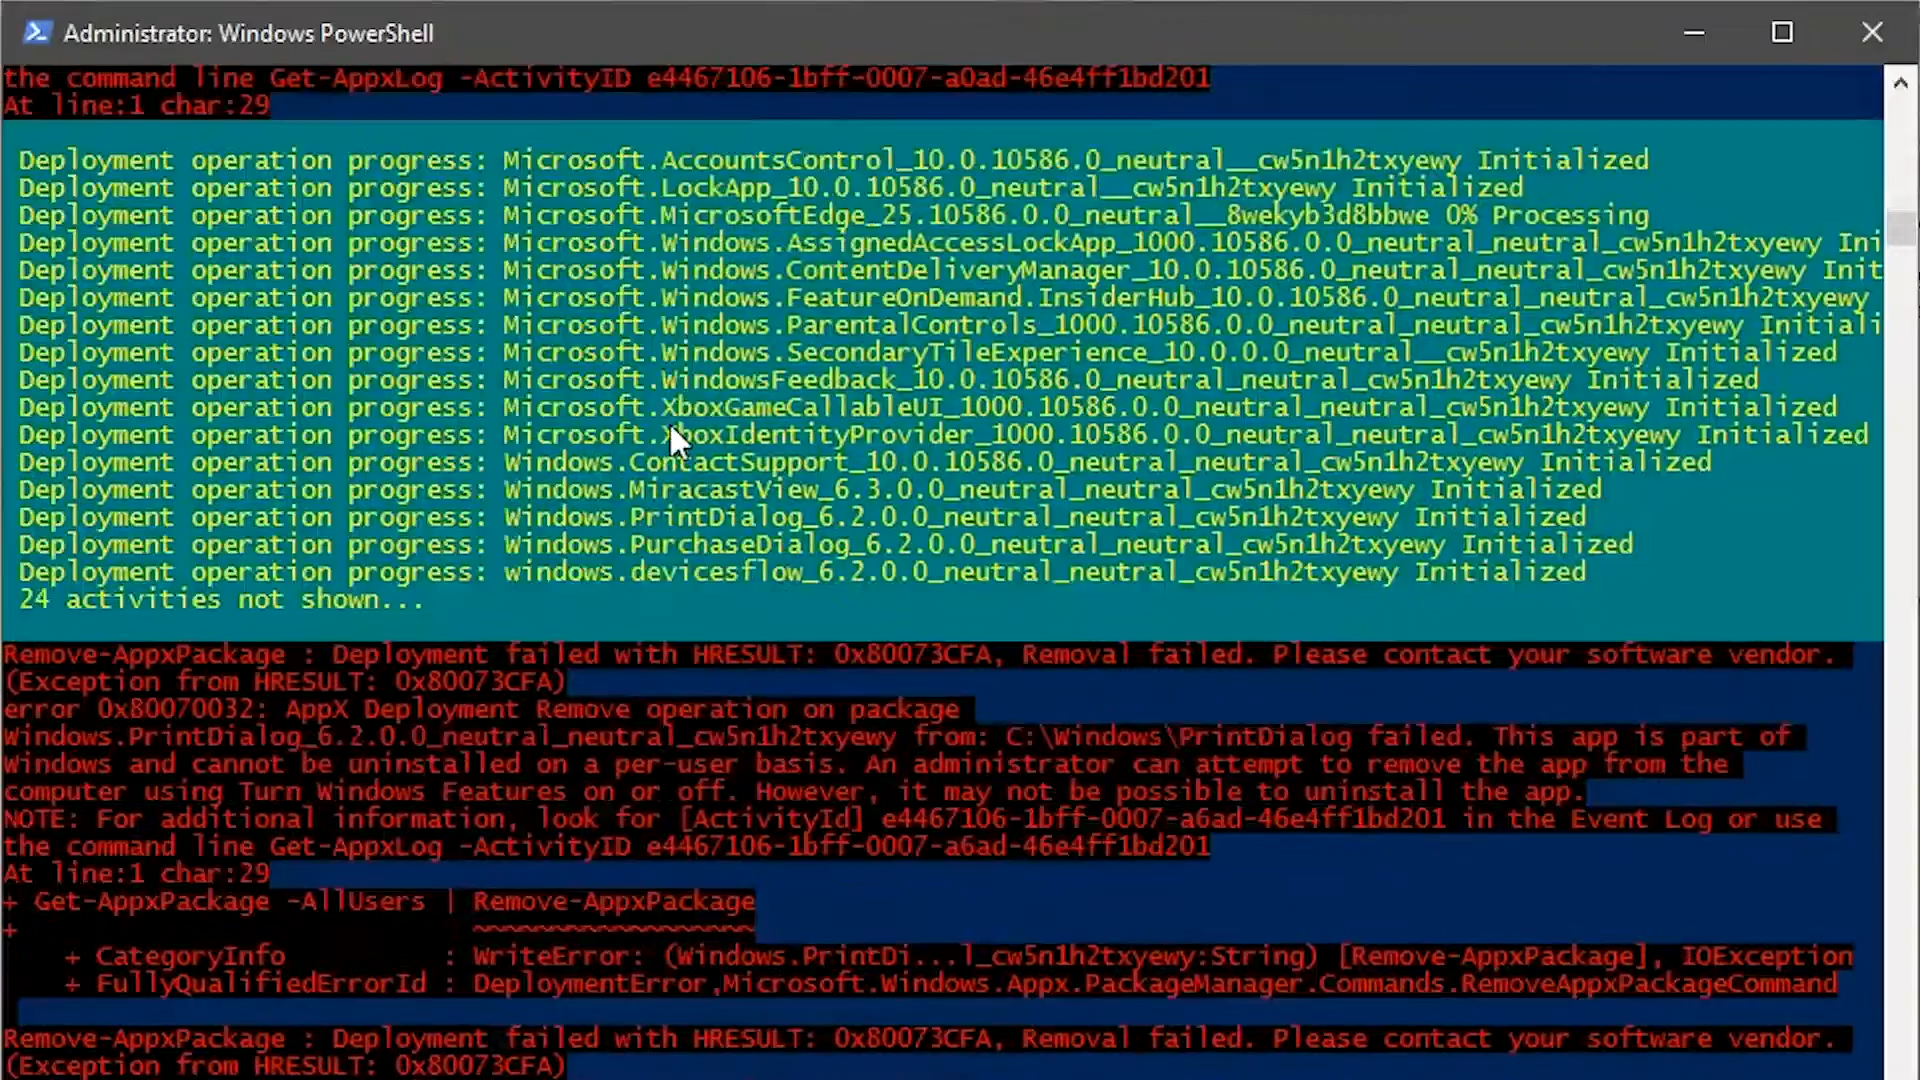 Administrator: Windows PowerShell
the command line Get-AppxLog -ActivityID e4467106-1bff-0007-a0ad-46e4ff1bd201
At line:1 char:29
Deployment operation progress: Microsoft.AccountsControl_10.0.10586.0_neutral__cw5n1h2txyewy Initialized
Deployment operation progress: Microsoft.LockApp_10.0.10586.0_neutral__cw5n1h2txyewy Initialized
Deployment operation progress: Microsoft.MicrosoftEdge_25.10586.0.0_neutral__8wekyb3d8bbwe 0% Processing
Deployment operation progress: Microsoft.Windows.AssignedAccessLockApp_1000.10586.0.0_neutral_neutral_cw5n1h2txyewy Ini
Deployment operation progress: Microsoft.Windows.ContentDeliveryManager_10.0.10586.0_neutral_neutral_cw5n1h2txyewy Init
Deployment operation progress: Microsoft.Windows.FeatureOnDemand.InsiderHub_10.0.10586.0_neutral_neutral_cw5n1h2txyewy
Deployment operation progress: Microsoft.Windows.ParentalControls_1000.10586.0.0_neutral_neutral_cw5n1h2txyewy Initiali
Deployment operation progress: Microsoft.Windows.SecondaryTileExperience_10.0.0.0_neutral__cw5n1h2txyewy Initialized
Deployment operation progress: Microsoft.WindowsFeedback_10.0.10586.0_neutral_neutral_cw5n1h2txyewy Initialized
Deployment operation progress: Microsoft.XboxGameCallableUI_1000.10586.0.0_neutral_neutral_cw5n1h2txyewy Initialized
Deployment operation progress: Microsoft.XboxIdentityProvider_1000.10586.0.0_neutral_neutral_cw5n1h2txyewy Initialized
Deployment operation progress: Windows.ContactSupport_10.0.10586.0_neutral_neutral_cw5n1h2txyewy Initialized
Deployment operation progress: Windows.MiracastView_6.3.0.0_neutral_neutral_cw5n1h2txyewy Initialized
Deployment operation progress: Windows.PrintDialog_6.2.0.0_neutral_neutral_cw5n1h2txyewy Initialized
Deployment operation progress: Windows.PurchaseDialog_6.2.0.0_neutral_neutral_cw5n1h2txyewy Initialized
Deployment operation progress: windows.devicesflow_6.2.0.0_neutral_neutral_cw5n1h2txyewy Initialized
24 activities not shown...
Remove-AppxPackage : Deployment failed with HRESULT: 0x80073CFA, Removal failed. Please contact your software vendor.
(Exception from HRESULT: 0x80073CFA)
error 0x80070032: AppX Deployment Remove operation on package
Windows.PrintDialog_6.2.0.0_neutral_neutral_cw5n1h2txyewy from: C:\Windows\PrintDialog failed. This app is part of
Windows and cannot be uninstalled on a per-user basis. An administrator can attempt to remove the app from the
computer using Turn Windows Features on or off. However, it may not be possible to uninstall the app.
NOTE: For additional information, look for [ActivityId] e4467106-1bff-0007-a6ad-46e4ff1bd201 in the Event Log or use
the command line Get-AppxLog -ActivityID e4467106-1bff-0007-a6ad-46e4ff1bd201
At line:1 char:29
+ Get-AppxPackage -AllUsers | Remove-AppxPackage
+ ~~~~~~~~~~~~~~~~~~
+ CategoryInfo : WriteError: (Windows.PrintDi...l_cw5n1h2txyewy:String) [Remove-AppxPackage], IOException
+ FullyQualifiedErrorId : DeploymentError,Microsoft.Windows.Appx.PackageManager.Commands.RemoveAppxPackageCommand
Remove-AppxPackage : Deployment failed with HRESULT: 0x80073CFA, Removal failed. Please contact your software vendor.
(Exception from HRESULT: 0x80073CFA)